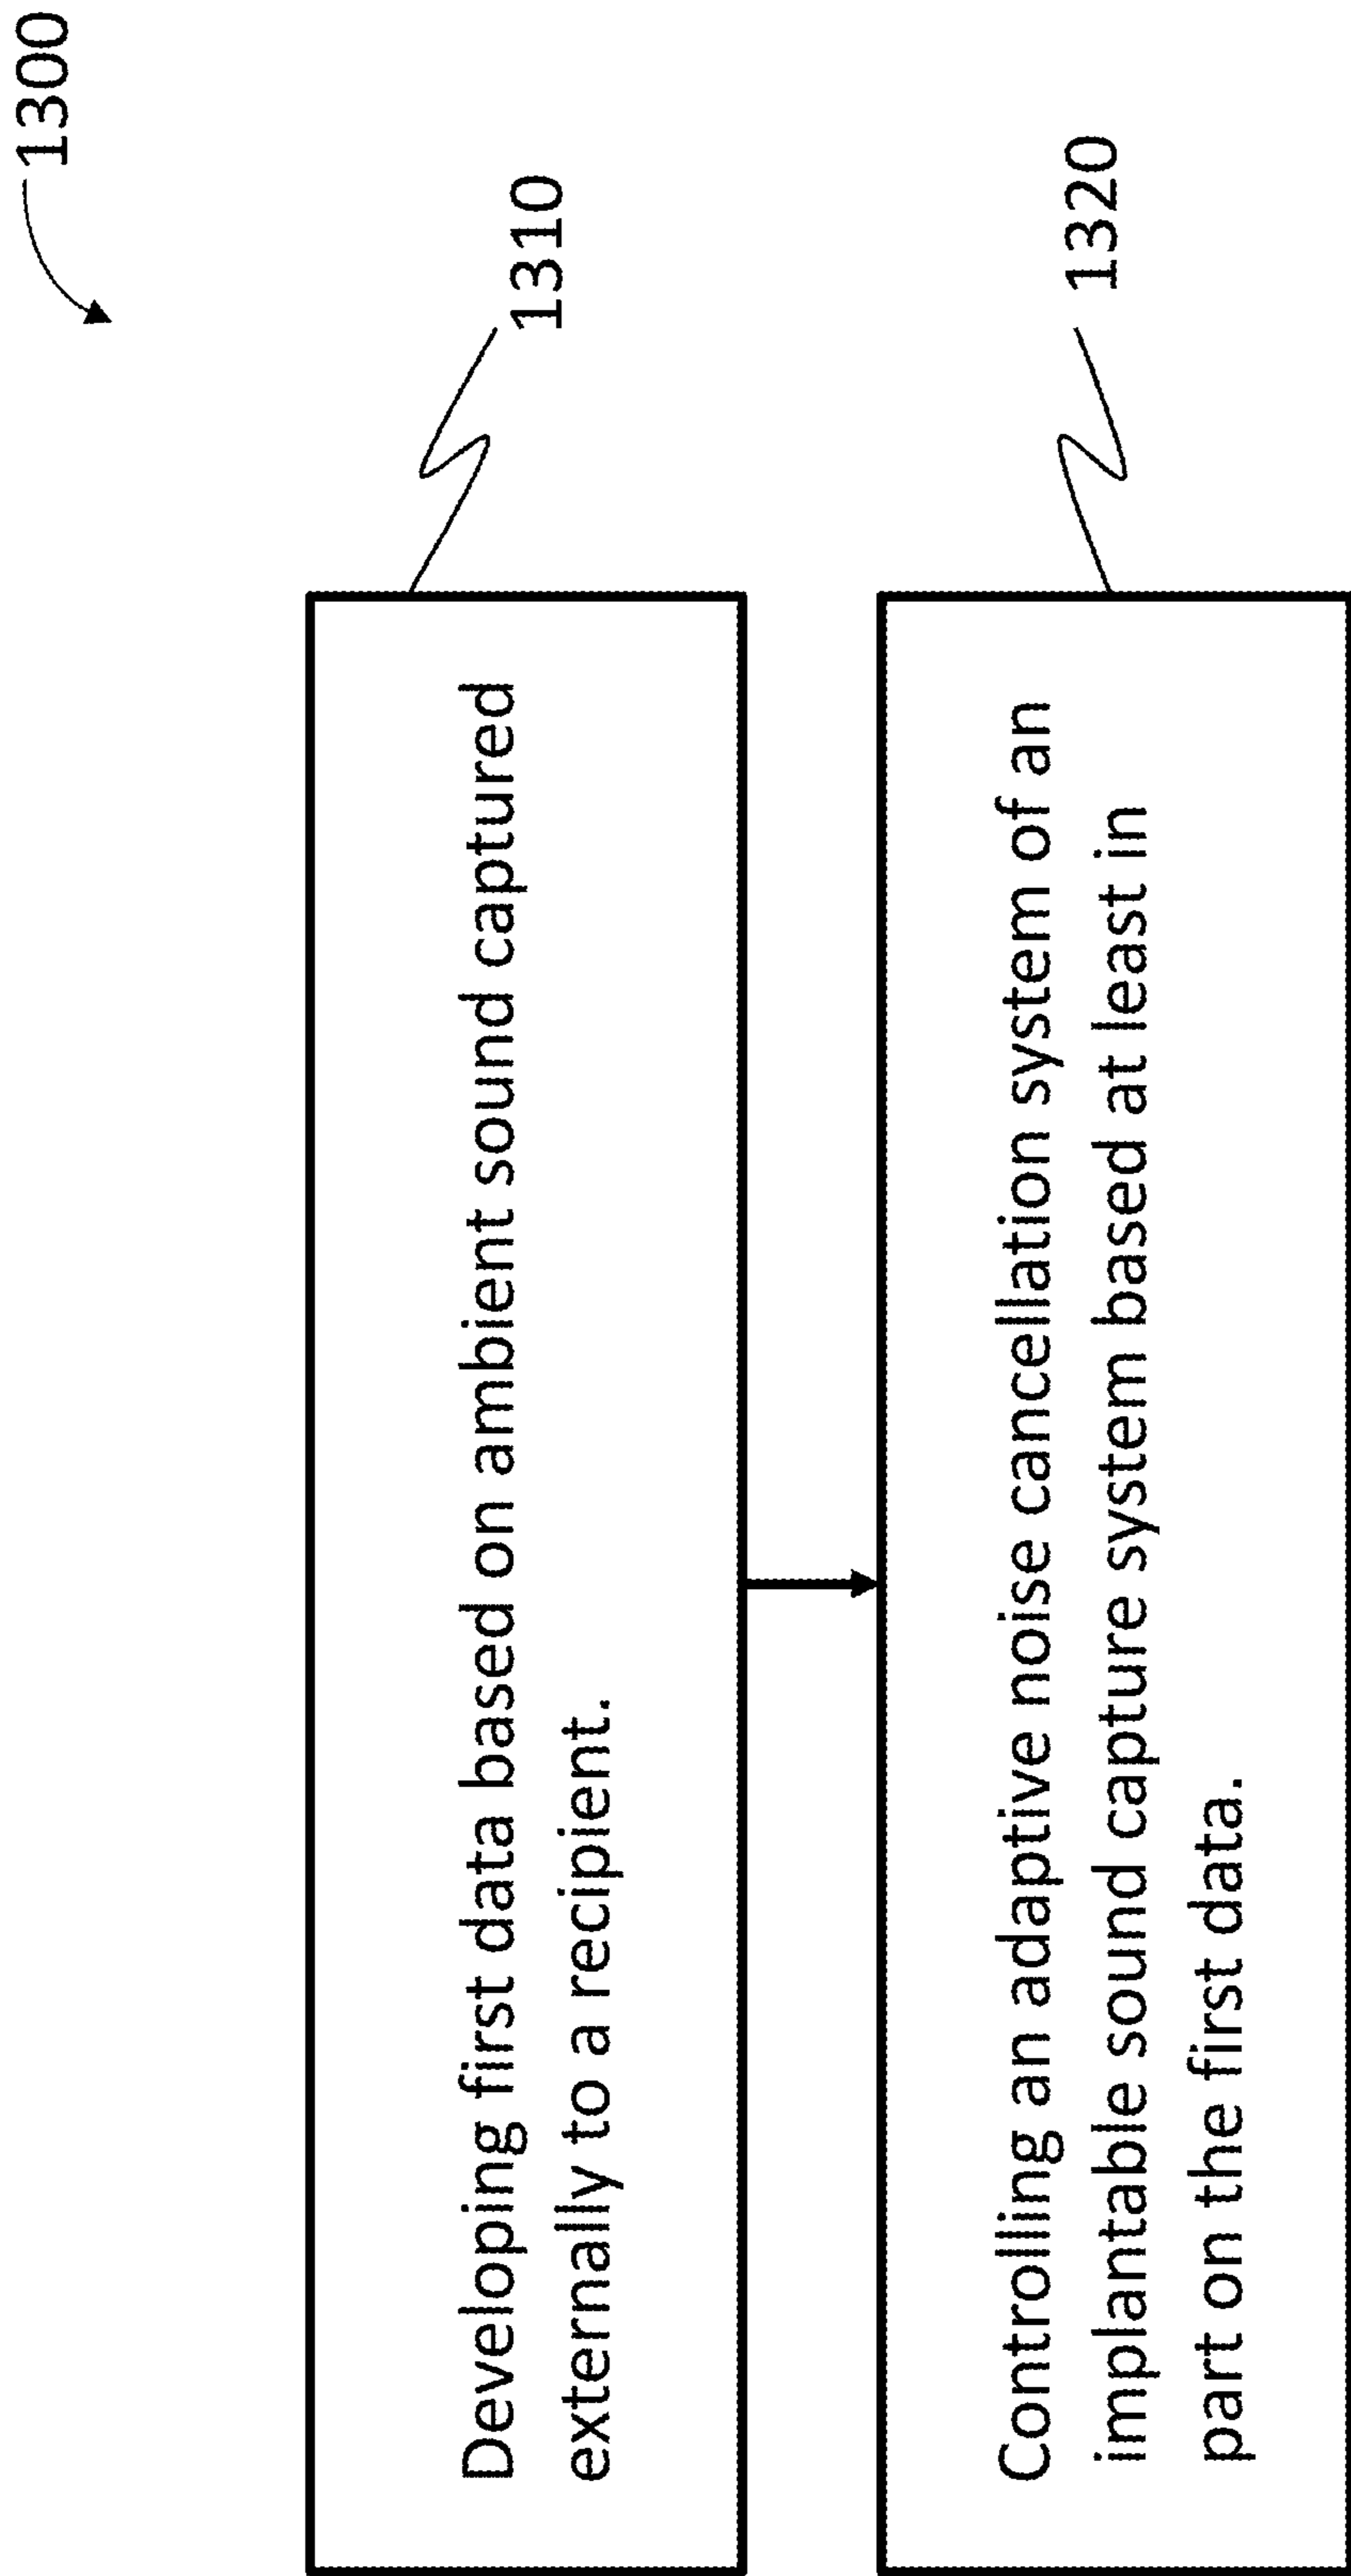 1300
Developing first data based on ambient sound captured
externally to a recipient.
1310
Controlling an adaptive noise cancellation system of an
implantable sound capture system based at least in
part on the first data.
1320